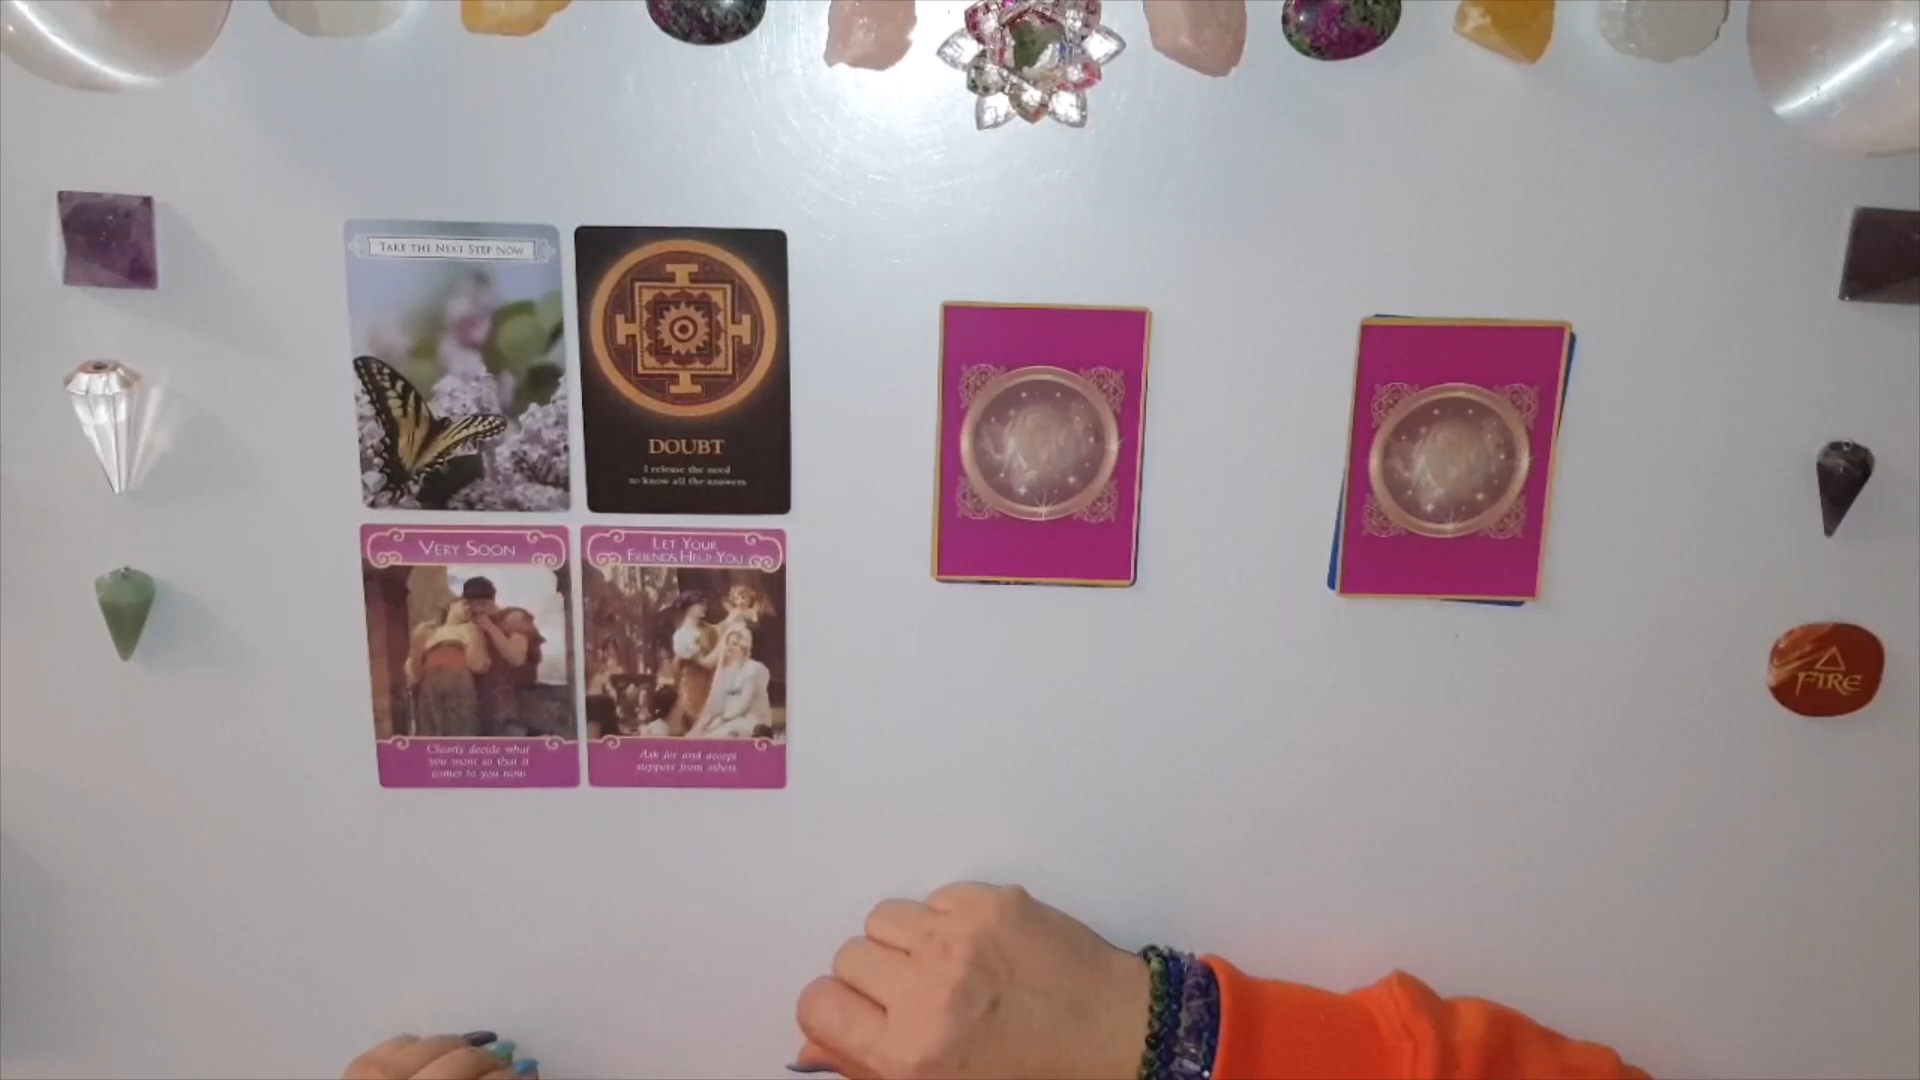 TAKE THE NEXT STEP NOW
DOUBT
I release the need
to know all the answers
VERY SOON
Clearly decide what
you want so that it
comes to you now
LET YOUR
FRIENDS HELP YOU
Ask for and accept
support from others
FIRE